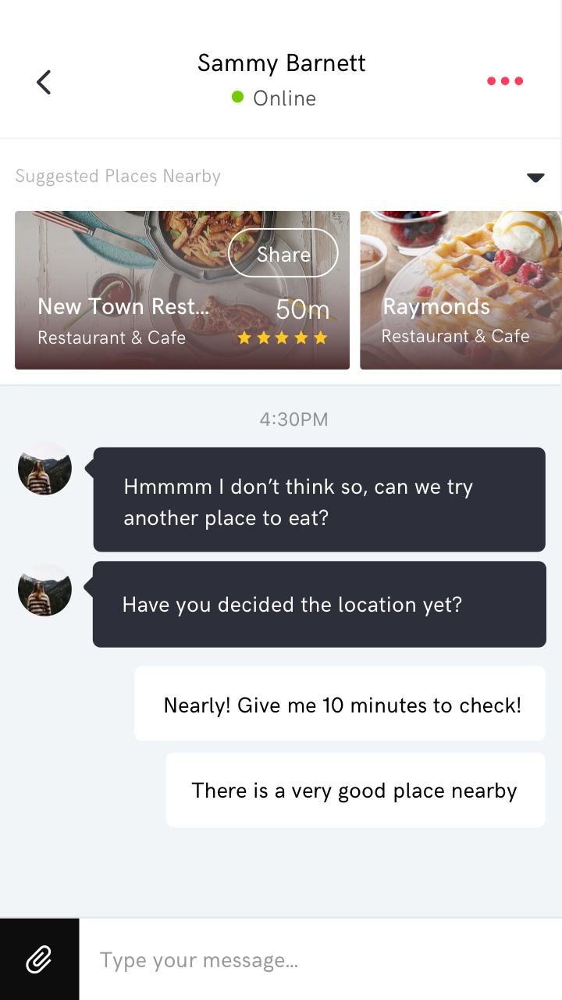 Sammy Barnett
Online
Suggested Places Nearby
Share
New Town Rest...
50m
Restaurant & Cafe
Raymonds
Restaurant & Cafe
4:30PM
Hmmmm I don’t think so, can we try
another place to eat?
Have you decided the location yet?
Nearly! Give me 10 minutes to check!
There is a very good place nearby
Type your message...